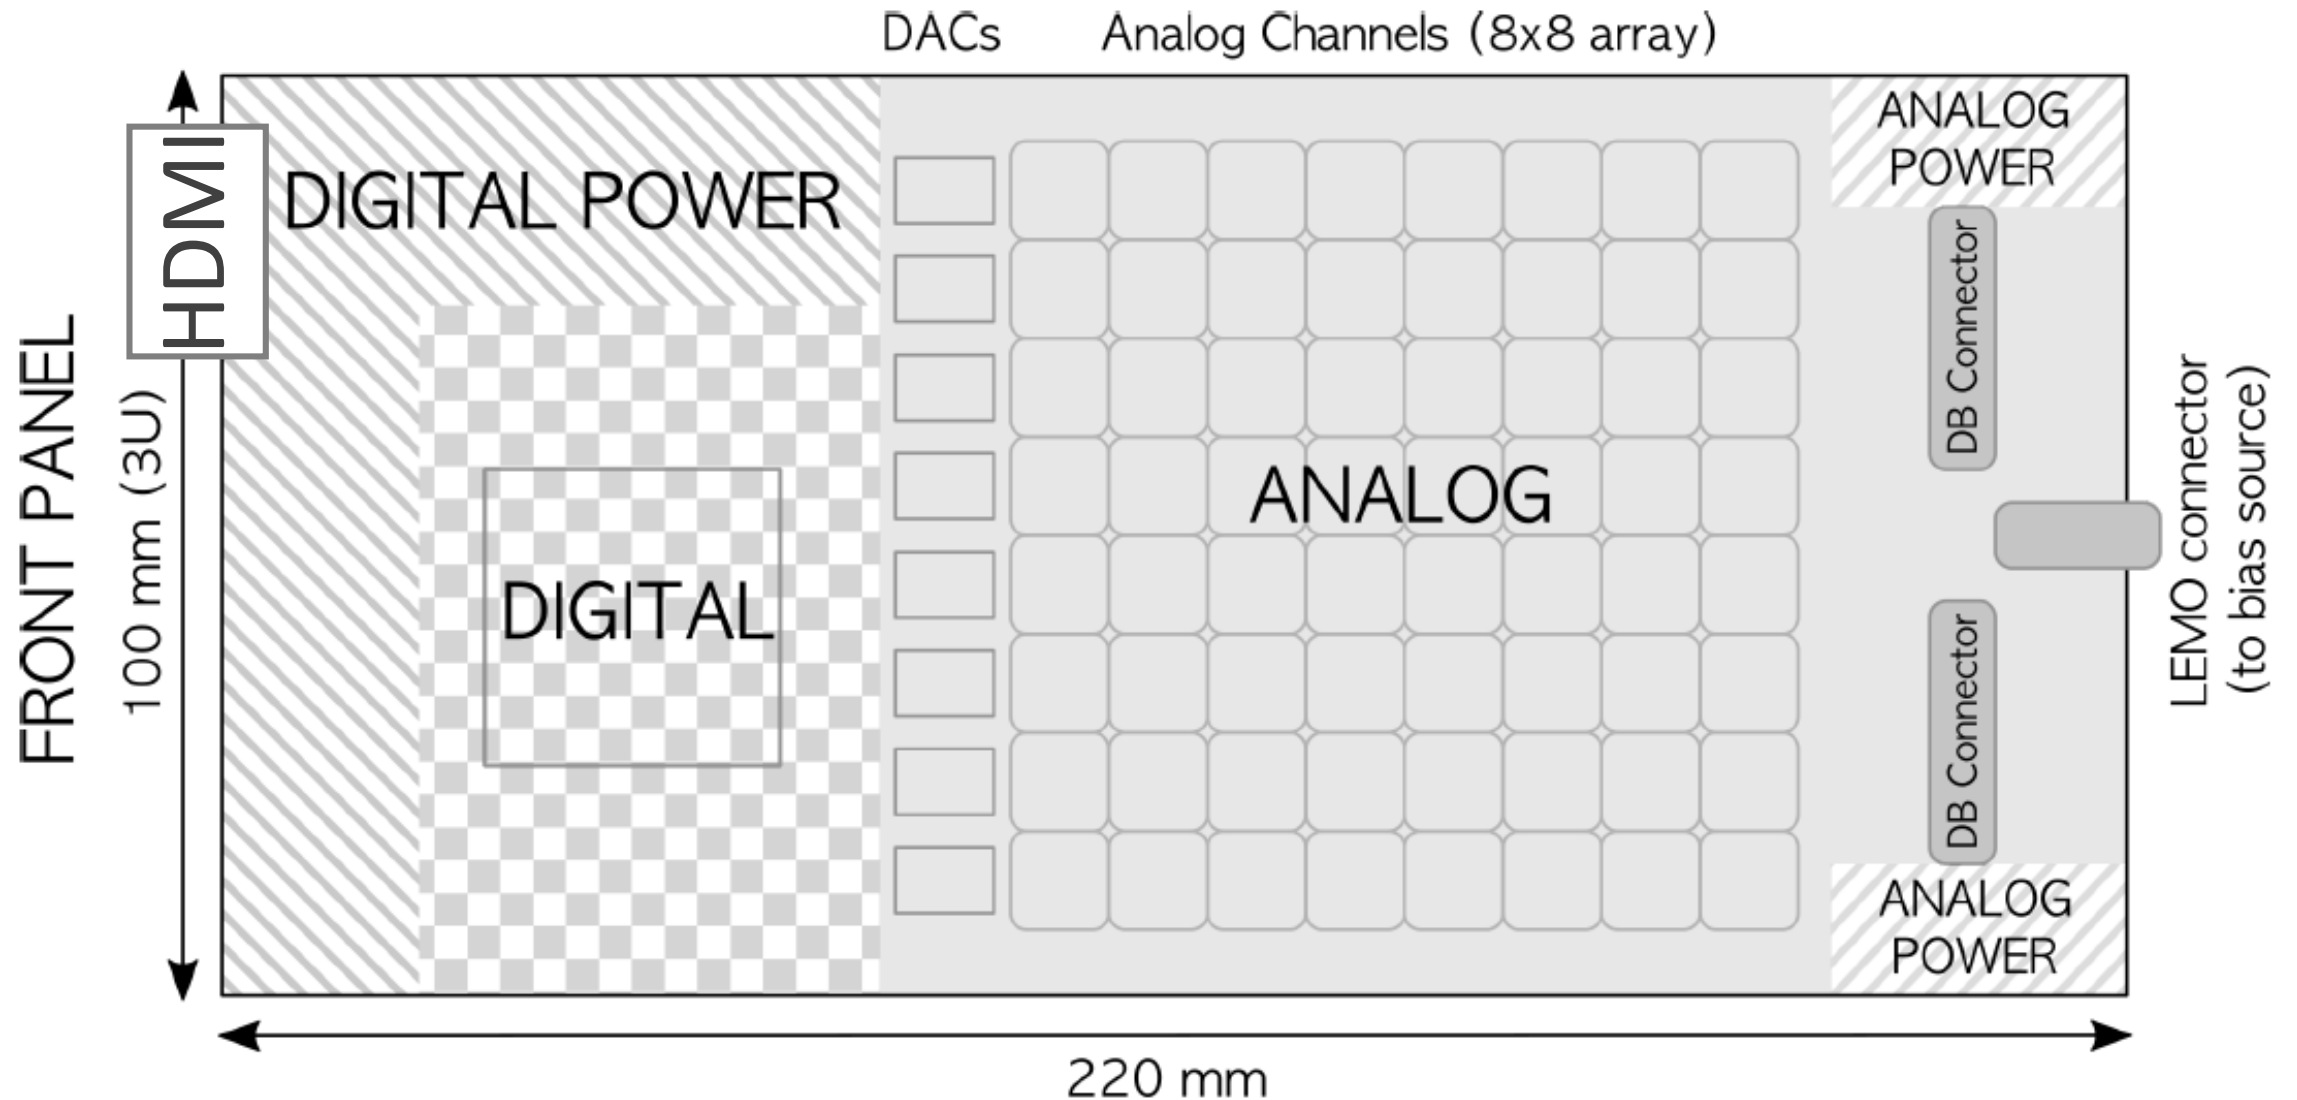 DACs
Analog Channels (8x8 array)
HDMI
DIGITAL POWER
ANALOG
POWER
DB Connector
FRONT PANEL
100 mm (3U)
DIGITAL
ANALOG
LEMO connector
(to bias source)
DB Connector
ANALOG
POWER
220 mm